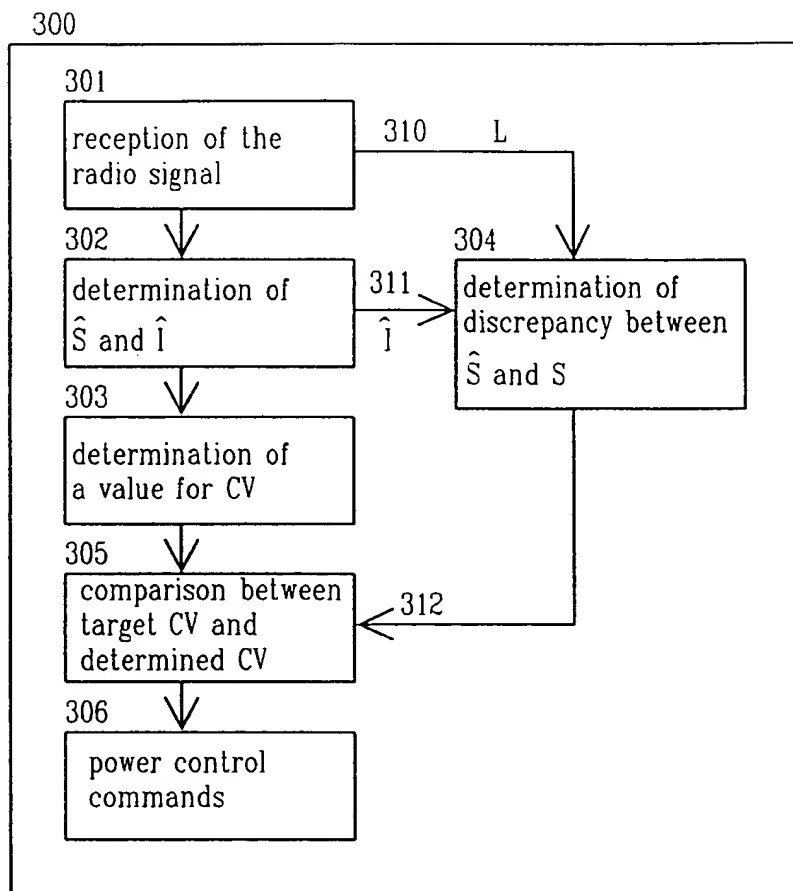 300
301
reception of the
radio signal
310 L
302
determination of
Ŝ and Î
311
Î
304
determination of
discrepancy between
Ŝ and S
303
determination of
a value for CV
305
comparison between
target CV and
determined CV
312
306
power control
commands